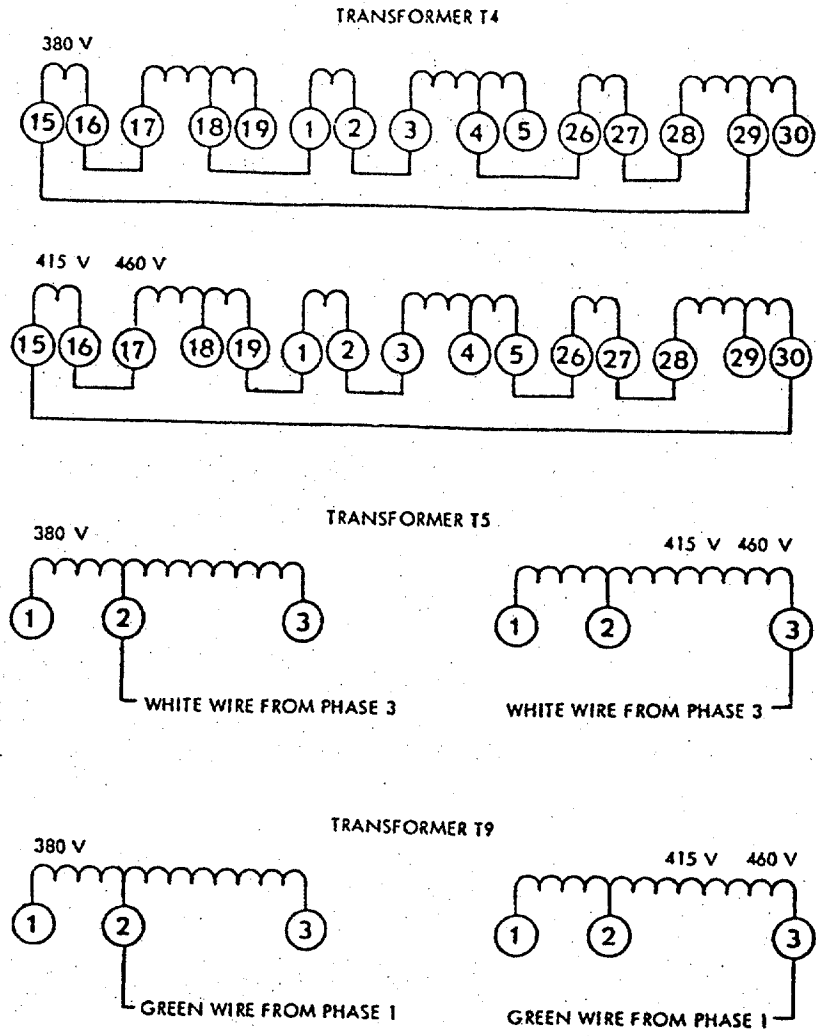 TRANSFORMER T4
380 V
15 16 17 18 19 1 2 3 4 5 26 27 28 29 30
415 V 460 V
15 16 17 18 19 1 2 3 4 5 26 27 28 29 30
TRANSFORMER T5
380 V
415 V 460 V
1 2 3
1 2 3
WHITE WIRE FROM PHASE 3
WHITE WIRE FROM PHASE 3
TRANSFORMER T9
380 V
415 V 460 V
1 2 3
1 2 3
GREEN WIRE FROM PHASE 1
GREEN WIRE FROM PHASE 1